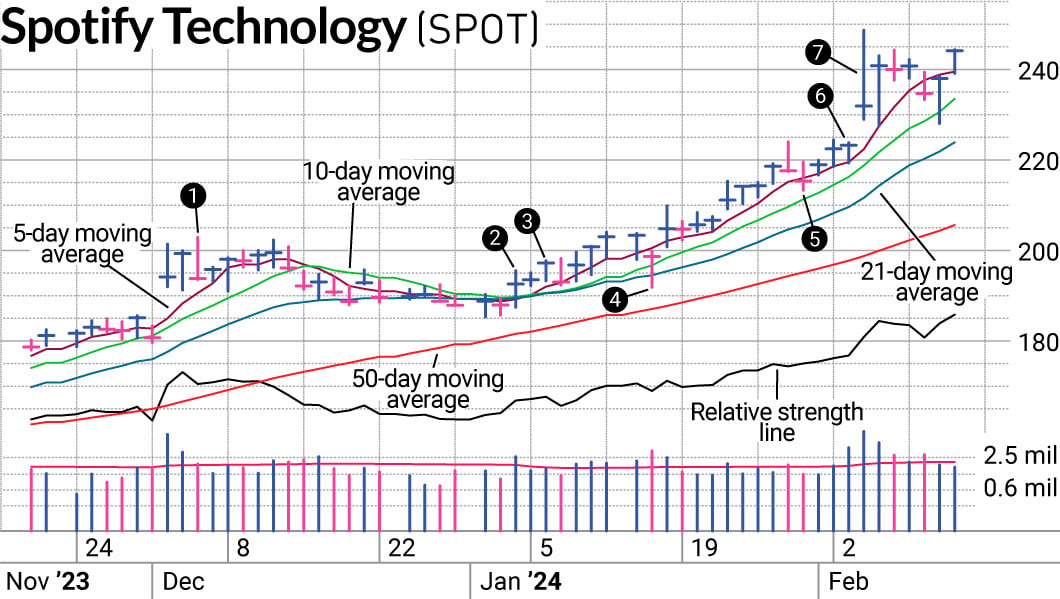 Spotify Technology (SPOT)
240
220
200
180
1
2
3
4
5
6
7
5-day moving
average
10-day moving
average
21-day moving
average
50-day moving
average
Relative strength
line
2.5 mil
0.6 mil
24
8
22
5
19
2
Nov ’23
Dec
Jan ’24
Feb